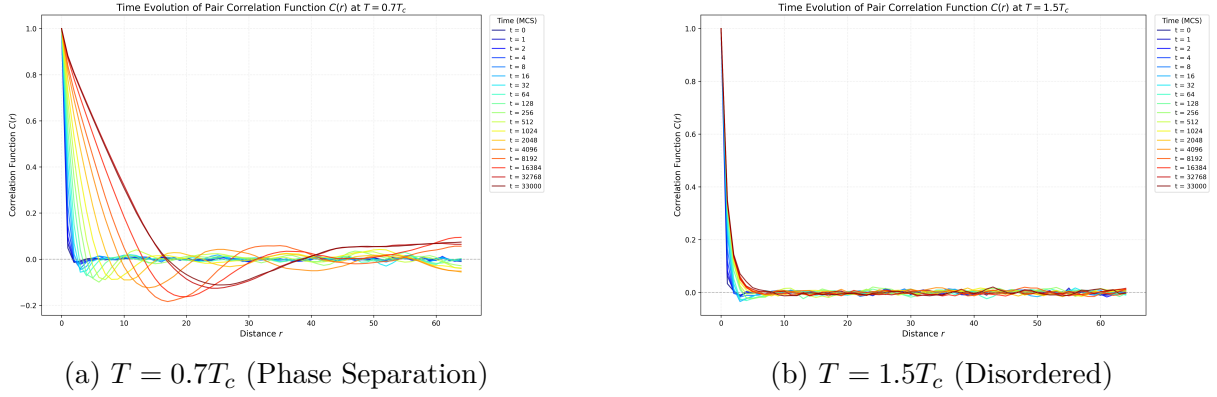 Time Evolution of Pair Correlation Function C(r) at T = 0.7T_c
1.0
0.8
0.6
0.4
0.2
0.0
−0.2
Correlation Function C(r)
0
10
20
30
40
50
60
Distance r
Time (MCS)
t = 0
t = 1
t = 2
t = 4
t = 8
t = 16
t = 32
t = 64
t = 128
t = 256
t = 512
t = 1024
t = 2048
t = 4096
t = 8192
t = 16384
t = 32768
t = 33000
(a) T = 0.7T_c (Phase Separation)
Time Evolution of Pair Correlation Function C(r) at T = 1.5T_c
1.0
0.8
0.6
0.4
0.2
0.0
Correlation Function C(r)
0
10
20
30
40
50
60
Distance r
Time (MCS)
t = 0
t = 1
t = 2
t = 4
t = 8
t = 16
t = 32
t = 64
t = 128
t = 256
t = 512
t = 1024
t = 2048
t = 4096
t = 8192
t = 16384
t = 32768
t = 33000
(b) T = 1.5T_c (Disordered)